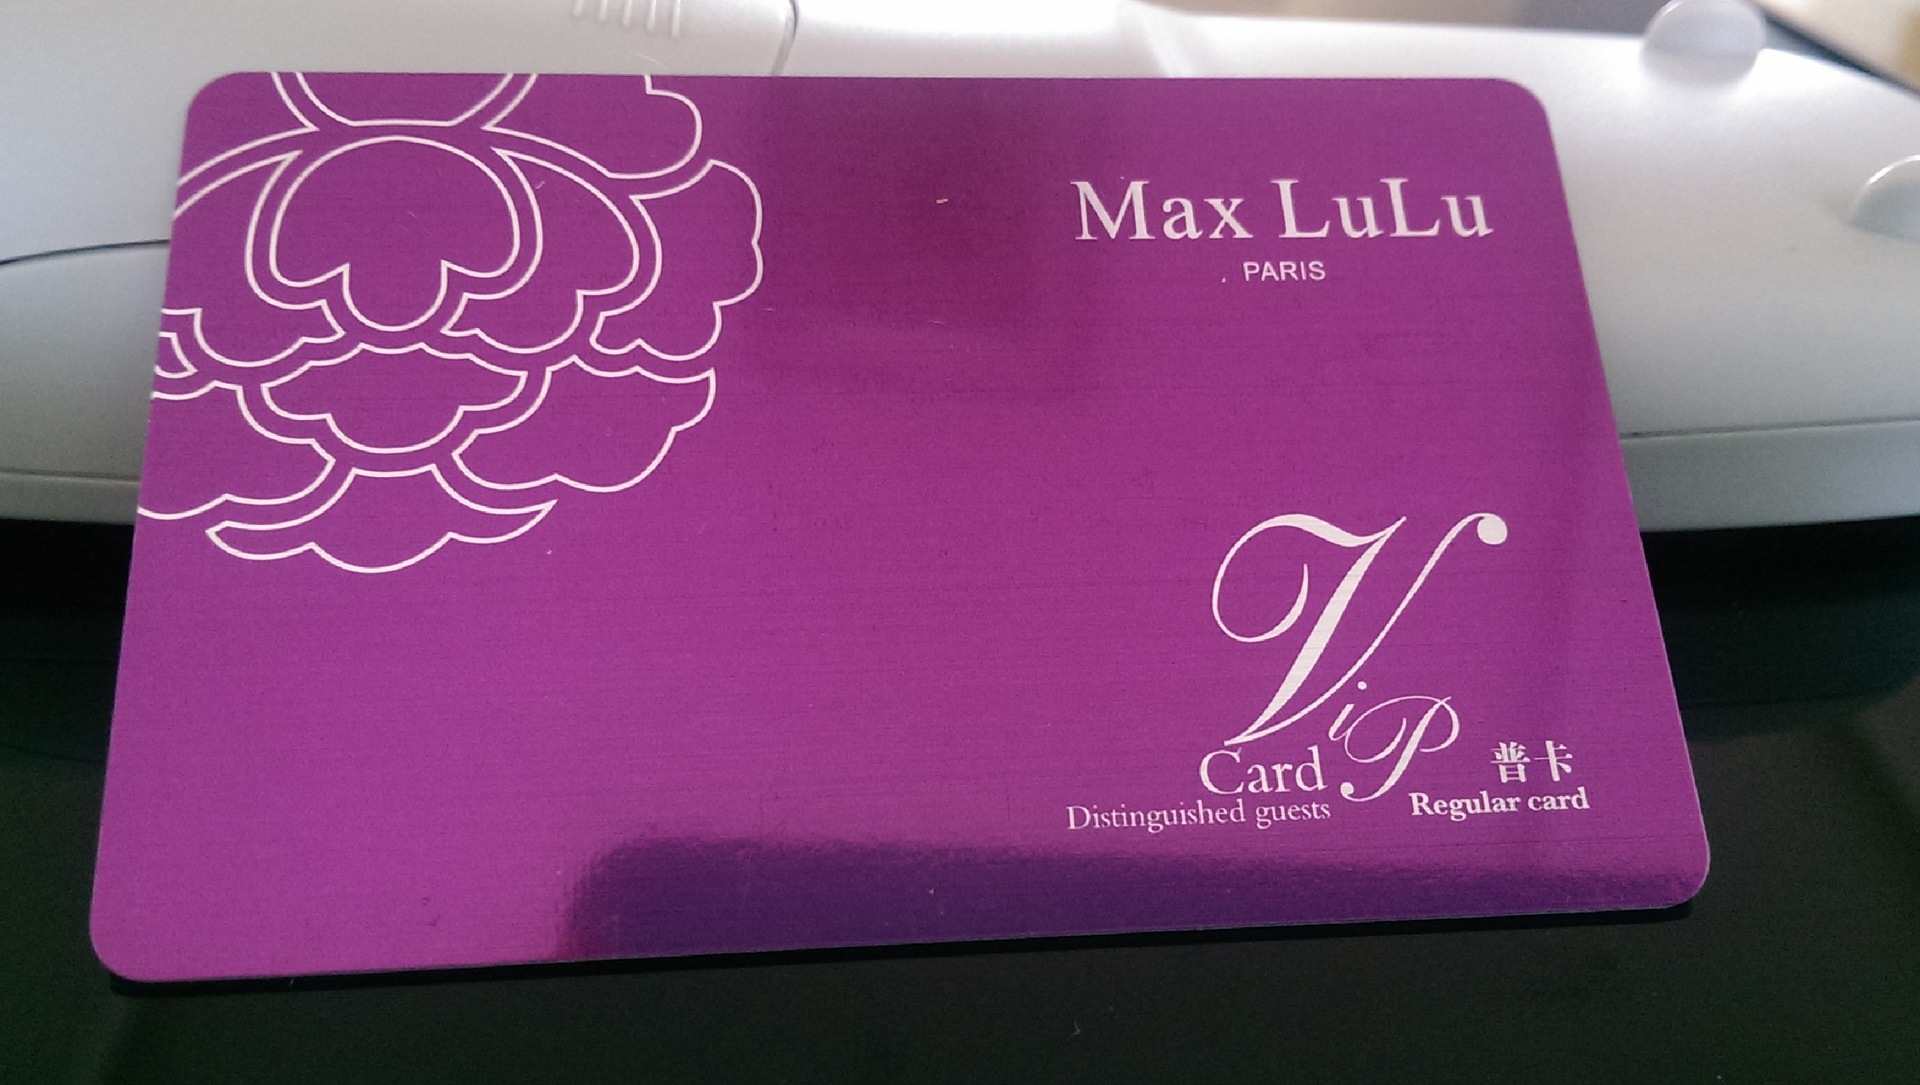 Max LuLu
PARIS
ViP
Card
Distinguished guests
普卡
Regular card